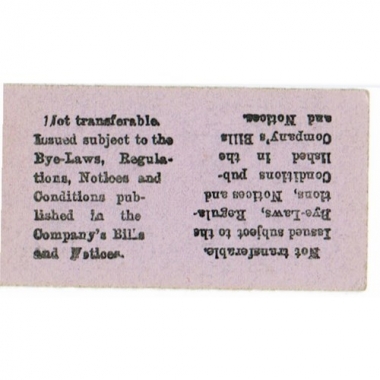 Not transferable.
Issued subject to the
Bye-Laws, Regula-
tions, Notices and
Conditions pub-
lished in the
Company's Bills
and Notices.
Not transferable.
Issued subject to the
Bye-Laws, Regula-
tions, Notices and
Conditions pub-
lished in the
Company's Bills
and Notices.